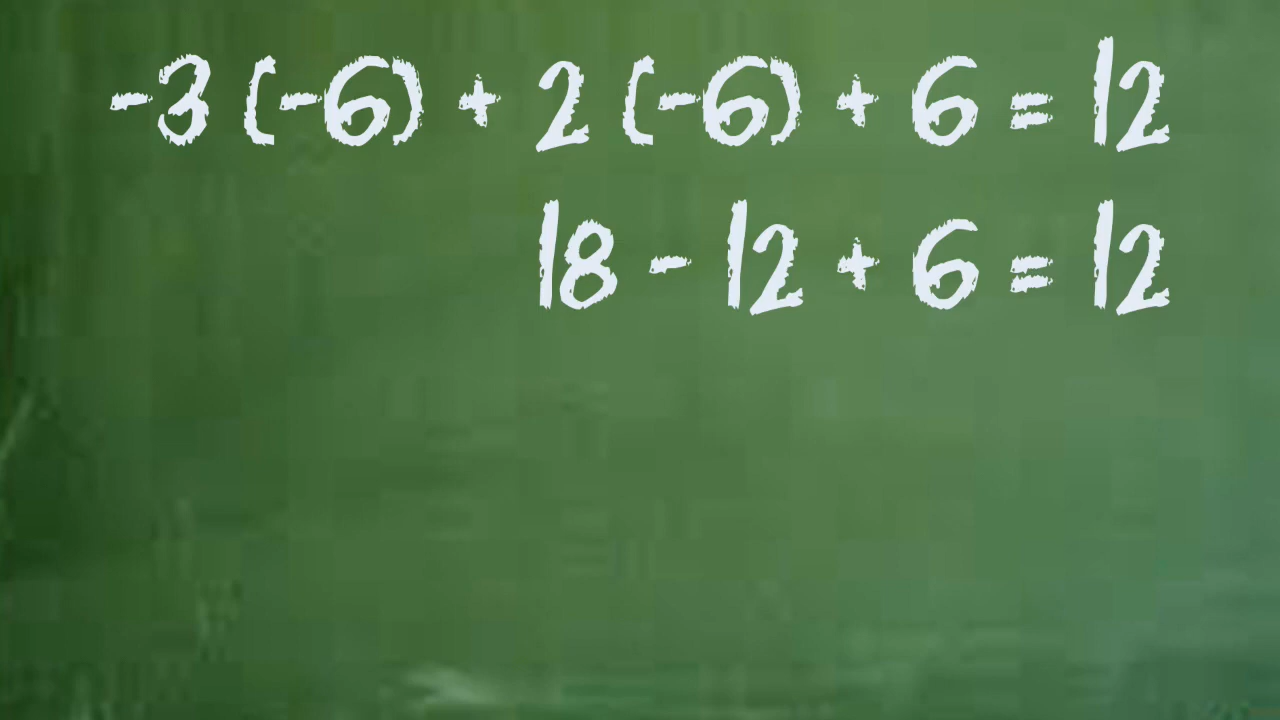 -3 (-6) + 2 (-6) + 6 = 12
18 - 12 + 6 = 12